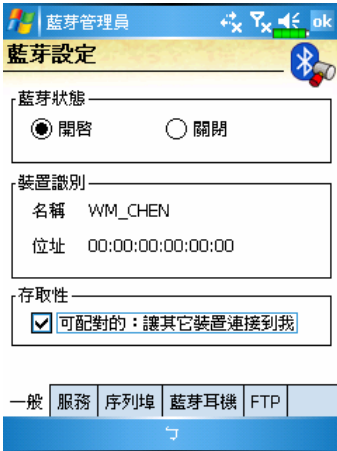 藍芽管理員 ok
藍芽設定
藍芽狀態
開啓 關閉
裝置識別
名稱 WM_CHEN
位址 00:00:00:00:00:00
存取性
可配對的：讓其它裝置連接到我
一般 服務 序列埠 藍芽耳機 FTP
ㄅ